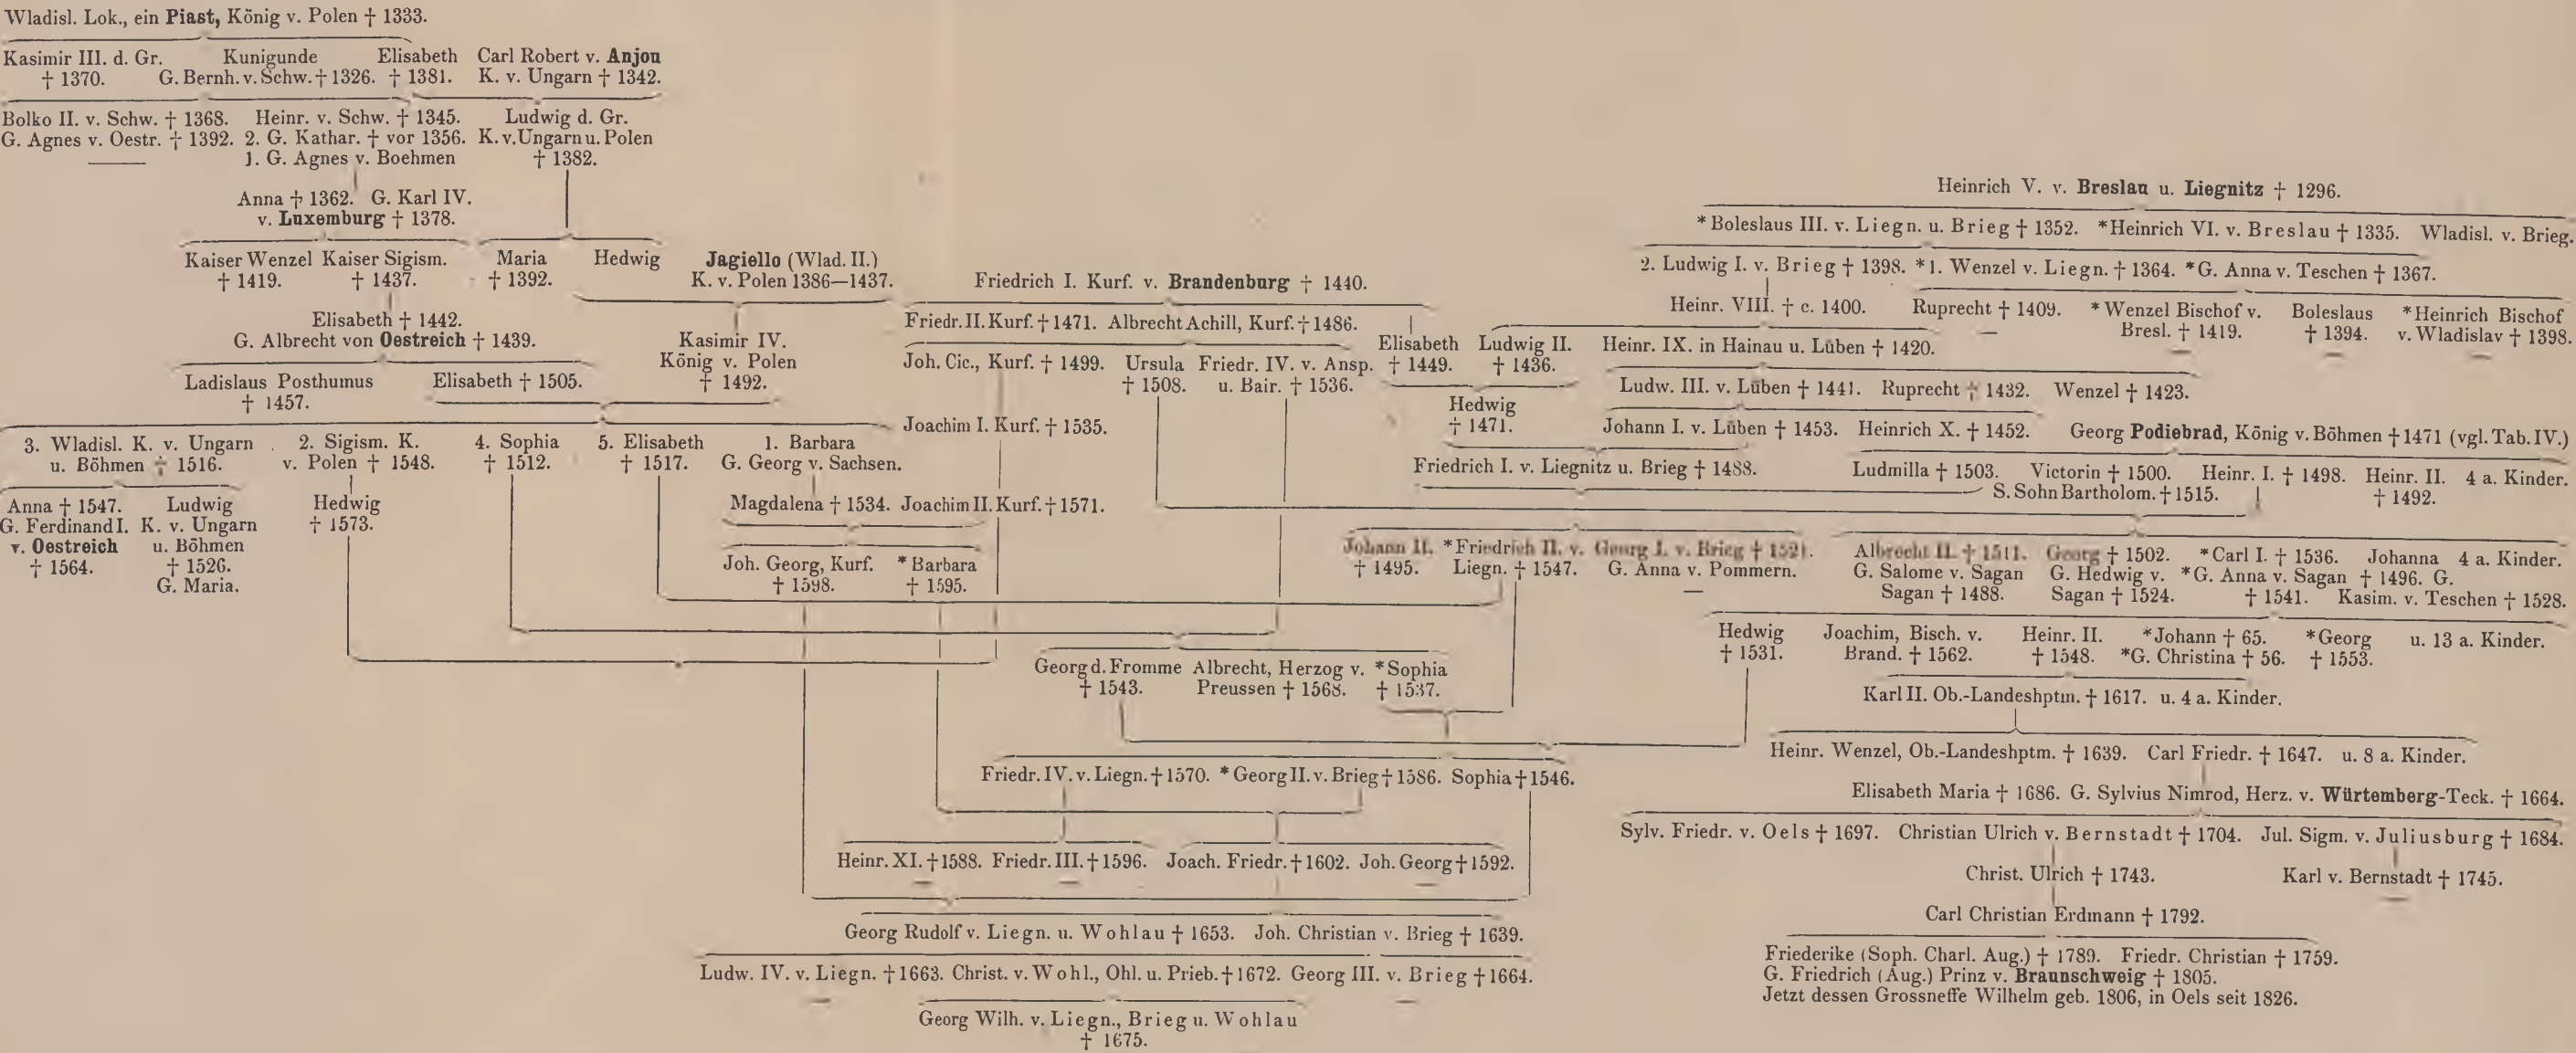 Wladisl. Lok., ein Piast, König v. Polen † 1333.
Kasimir III. d. Gr. Kunigunde Elisabeth Carl Robert v. Anjou
† 1370. G. Bernh. v. Schw. † 1326. † 1381. K. v. Ungarn † 1342.
Bolko II. v. Schw. † 1368. Heinr. v. Schw. † 1345. Ludwig d. Gr.
G. Agnes v. Oestr. † 1392. 2. G. Kathar. † vor 1356. K. v. Ungarn u. Polen
1. G. Agnes v. Boehmen † 1382.
Anna † 1362. G. Karl IV.
v. Luxemburg † 1378.
Kaiser Wenzel Kaiser Sigism. Maria Hedwig Jagiello (Wlad. II.)
† 1419. † 1437. † 1392. K. v. Polen 1386—1437.
Elisabeth † 1442.
G. Albrecht von Oestreich † 1439.
Kasimir IV.
König v. Polen
† 1492.
Ladislaus Posthumus Elisabeth † 1505.
† 1457.
3. Wladisl. K. v. Ungarn 2. Sigism. K. 4. Sophia 5. Elisabeth 1. Barbara
u. Böhmen † 1516. v. Polen † 1548. † 1512. † 1517. G. Georg v. Sachsen.
Anna † 1547. Ludwig Hedwig
G. Ferdinand I. K. v. Ungarn † 1573.
v. Oestreich u. Böhmen
† 1564. † 1526.
G. Maria.
Friedrich I. Kurf. v. Brandenburg † 1440.
Friedr. II. Kurf. † 1471. Albrecht Achill, Kurf. † 1486.
Elisabeth Ludwig II.
† 1449. † 1436.
Joh. Cic., Kurf. † 1499. Ursula Friedr. IV. v. Ansp.
† 1508. u. Bair. † 1536.
Hedwig
† 1471.
Joachim I. Kurf. † 1535.
Magdalena † 1534. Joachim II. Kurf. † 1571.
Joh. Georg, Kurf. *Barbara
† 1598. † 1595.
Heinrich V. v. Breslau u. Liegnitz † 1296.
*Boleslaus III. v. Liegn. u. Brieg † 1352. *Heinrich VI. v. Breslau † 1335. Wladisl. v. Brieg.
2. Ludwig I. v. Brieg † 1398. *1. Wenzel v. Liegn. † 1364. *G. Anna v. Teschen † 1367.
Heinr. VIII. † c. 1400. Ruprecht † 1409. *Wenzel Bischof v. Boleslaus *Heinrich Bischof
Bresl. † 1419. † 1394. v. Wladislav † 1398.
Heinr. IX. in Hainau u. Lüben † 1420.
Ludw. III. v. Lüben † 1441. Ruprecht † 1432. Wenzel † 1423.
Johann I. v. Lüben † 1453. Heinrich X. † 1452. Georg Podiebrad, König v. Böhmen † 1471 (vgl. Tab. IV.)
Friedrich I. v. Liegnitz u. Brieg † 1488. Ludmilla † 1503. Victorin † 1500. Heinr. I. † 1498. Heinr. II. 4 a. Kinder.
S. Sohn Bartholom. † 1515. † 1492.
Johann II. *Friedrich II. v. Georg I. v. Brieg † 1521. Albrecht II. † 1511. Georg † 1502. *Carl I. † 1536. Johanna 4 a. Kinder.
† 1495. Liegn. † 1547. G. Anna v. Pommern. G. Salome v. Sagan G. Hedwig v. *G. Anna v. Sagan † 1496. G.
Sagan † 1488. Sagan † 1524. † 1541. Kasim. v. Teschen † 1528.
Hedwig Joachim, Bisch. v. Heinr. II. *Johann † 65. *Georg u. 13 a. Kinder.
† 1531. Brand. † 1562. † 1548. *G. Christina † 56. † 1553.
Georg d. Fromme Albrecht, Herzog v. *Sophia
† 1543. Preussen † 1568. † 1537.
Karl II. Ob.-Landeshptm. † 1617. u. 4 a. Kinder.
Heinr. Wenzel, Ob.-Landeshptm. † 1639. Carl Friedr. † 1647. u. 8 a. Kinder.
Friedr. IV. v. Liegn. † 1570. *Georg II. v. Brieg † 1586. Sophia † 1546.
Elisabeth Maria † 1686. G. Sylvius Nimrod, Herz. v. Würtemberg-Teck. † 1664.
Sylv. Friedr. v. Oels † 1697. Christian Ulrich v. Bernstadt † 1704. Jul. Sigm. v. Juliusburg † 1684.
Heinr. XI. † 1588. Friedr. III. † 1596. Joach. Friedr. † 1602. Joh. Georg † 1592.
Christ. Ulrich † 1743. Karl v. Bernstadt † 1745.
Carl Christian Erdmann † 1792.
Georg Rudolf v. Liegn. u. Wohlau † 1653. Joh. Christian v. Brieg † 1639.
Friederike (Soph. Charl. Aug.) † 1789. Friedr. Christian † 1759.
G. Friedrich (Aug.) Prinz v. Braunschweig † 1805.
Jetzt dessen Grossneffe Wilhelm geb. 1806, in Oels seit 1826.
Ludw. IV. v. Liegn. † 1663. Christ. v. Wohl., Ohl. u. Prieb. † 1672. Georg III. v. Brieg † 1664.
Georg Wilh. v. Liegn., Brieg u. Wohlau
† 1675.